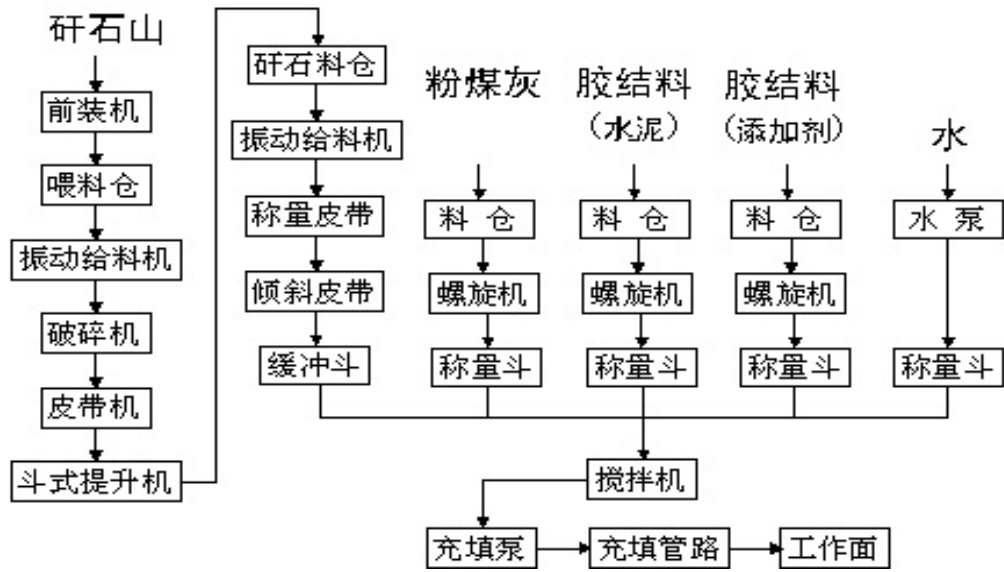 矸石山
前装机
喂料仓
振动给料机
破碎机
皮带机
斗式提升机
矸石料仓
振动给料机
称量皮带
倾斜皮带
缓冲斗
粉煤灰
料仓
螺旋机
称量斗
胶结料
(水泥)
料仓
螺旋机
称量斗
胶结料
(添加剂)
料仓
螺旋机
称量斗
水
水泵
称量斗
搅拌机
充填泵
充填管路
工作面